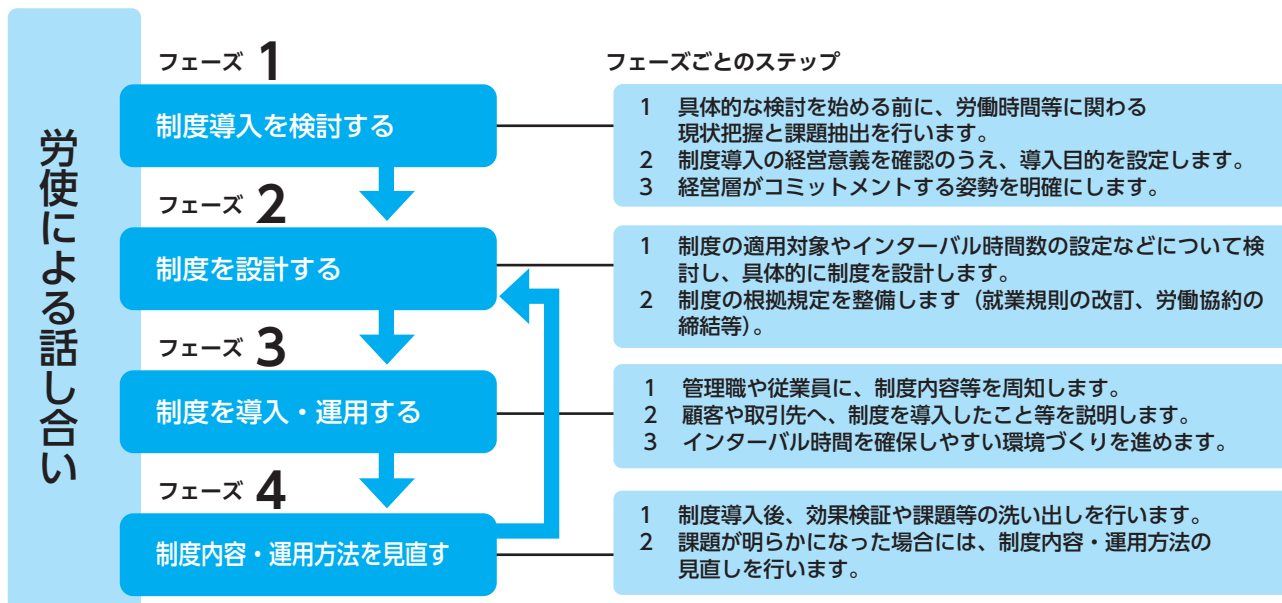 労使による話し合い
フェーズ 1
制度導入を検討する
フェーズ 2
制度を設計する
フェーズ 3
制度を導入・運用する
フェーズ 4
制度内容・運用方法を見直す
フェーズごとのステップ
1 具体的な検討を始める前に、労働時間等に関わる
現状把握と課題抽出を行います。
2 制度導入の経営意義を確認のうえ、導入目的を設定します。
3 経営層がコミットメントする姿勢を明確にします。
1 制度の適用対象やインターバル時間数の設定などについて検
討し、具体的に制度を設計します。
2 制度の根拠規定を整備します（就業規則の改訂、労働協約の
締結等）。
1 管理職や従業員に、制度内容等を周知します。
2 顧客や取引先へ、制度を導入したこと等を説明します。
3 インターバル時間を確保しやすい環境づくりを進めます。
1 制度導入後、効果検証や課題等の洗い出しを行います。
2 課題が明らかになった場合には、制度内容・運用方法の
見直しを行います。